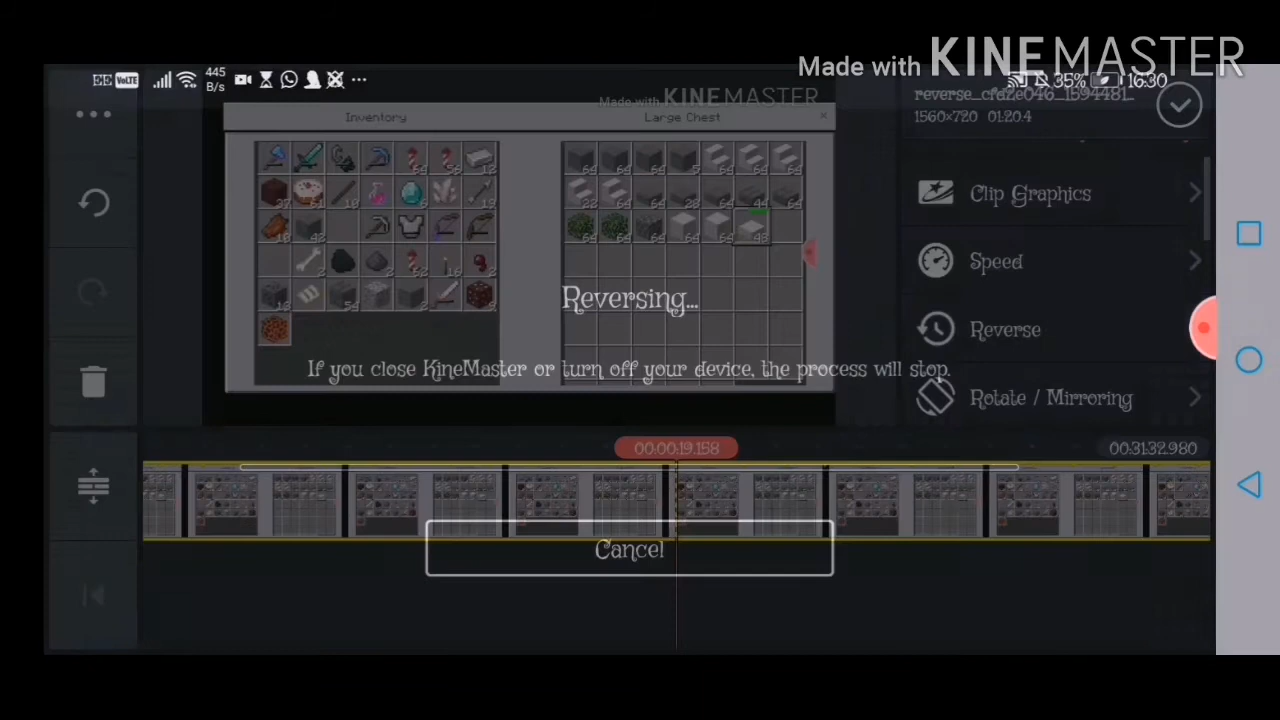 Made with KINEMASTER
VoLTE 445 B/s 35% 16:30
Made with KINEMASTER
1560×720 01:20.4
Inventory
Large Chest
Clip Graphics
Speed
Reversing...
Reverse
If you close KineMaster or turn off your device, the process will stop.
Rotate / Mirroring
00:00:19.158
00:31:32.980
Cancel